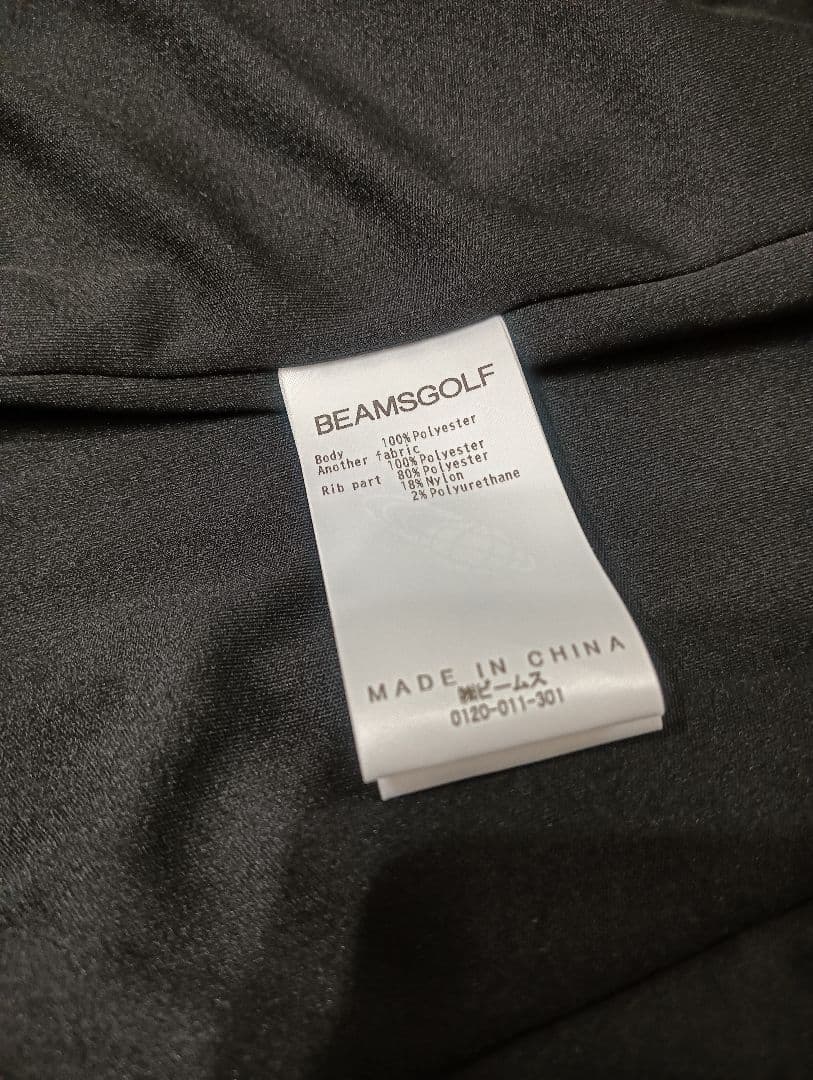 BEAMSGOLF
Body 100%Polyester
Another fabric
100%Polyester
Rib part 80%Polyester
18%Nylon
2%Polyurethane
MADE IN CHINA
㈱ビームス
0120-011-301